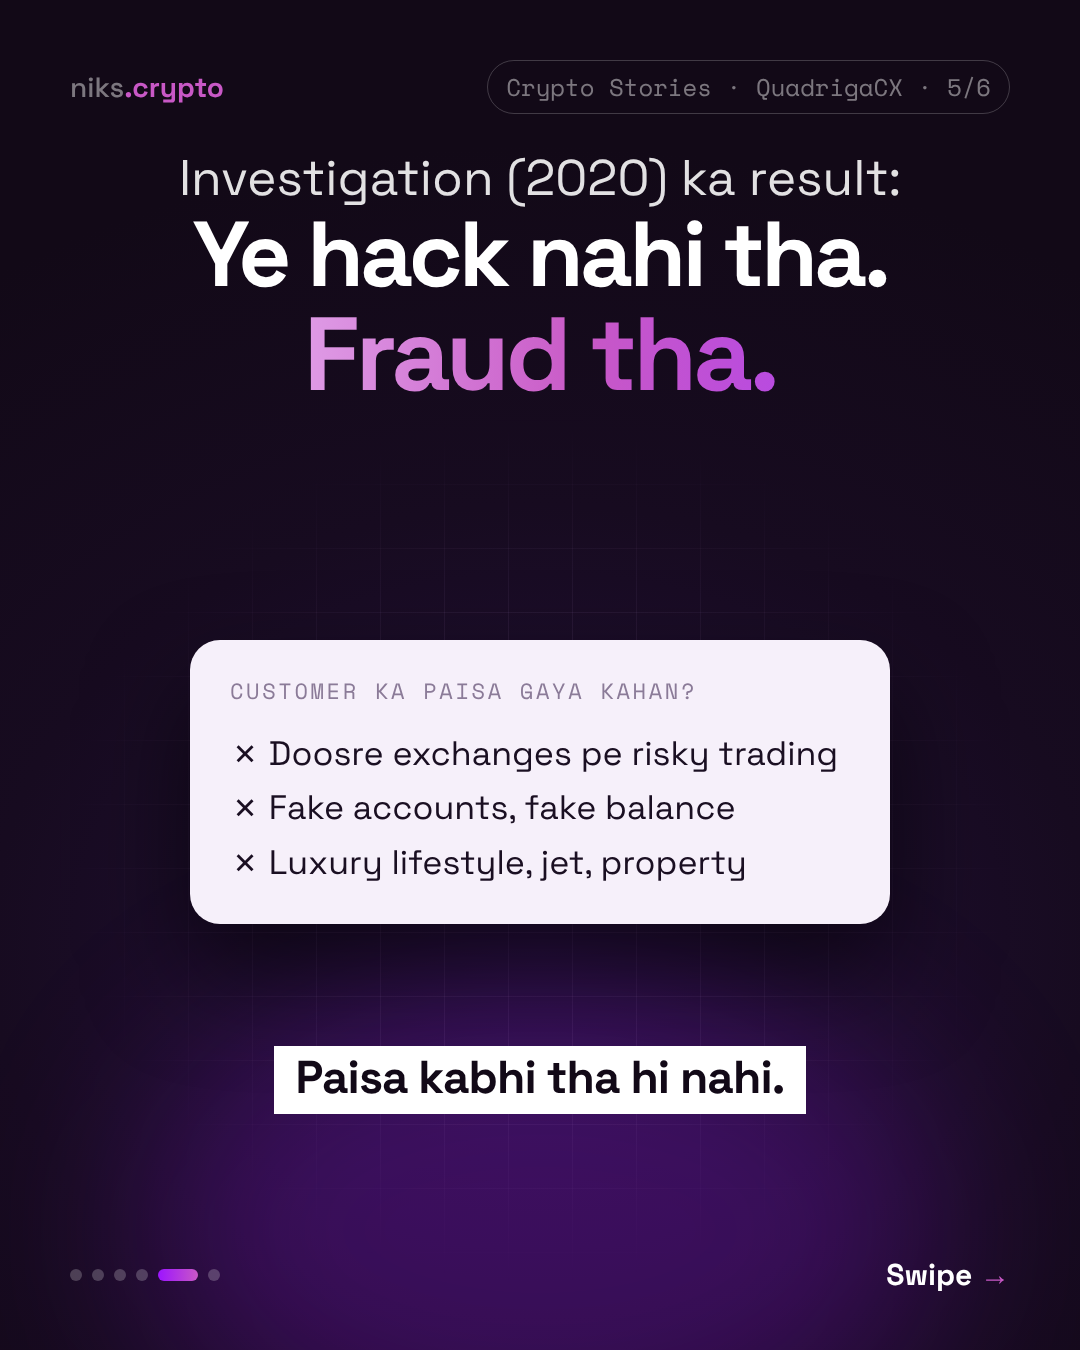 niks.crypto
Crypto Stories · QuadrigaCX · 5/6
Investigation (2020) ka result:
Ye hack nahi tha.
Fraud tha.
CUSTOMER KA PAISA GAYA KAHAN?
× Doosre exchanges pe risky trading
× Fake accounts, fake balance
× Luxury lifestyle, jet, property
Paisa kabhi tha hi nahi.
Swipe →